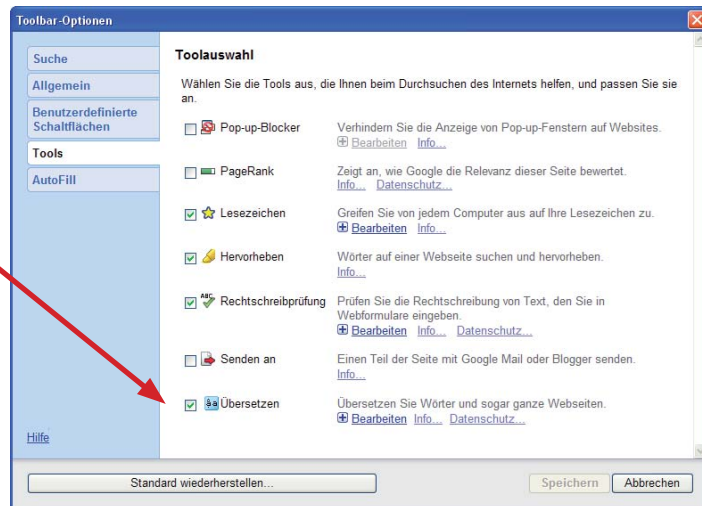 Toolbar-Optionen
Suche
Allgemein
Benutzerdefinierte
Schaltflächen
Tools
AutoFill
Hilfe
Toolauswahl
Wählen Sie die Tools aus, die Ihnen beim Durchsuchen des Internets helfen, und passen Sie sie
an.
Pop-up-Blocker Verhindern Sie die Anzeige von Pop-up-Fenstern auf Websites.
Bearbeiten Info...
PageRank Zeigt an, wie Google die Relevanz dieser Seite bewertet.
Info... Datenschutz...
Lesezeichen Greifen Sie von jedem Computer aus auf Ihre Lesezeichen zu.
Bearbeiten Info...
Hervorheben Wörter auf einer Webseite suchen und hervorheben.
Info...
ABC Rechtschreibprüfung Prüfen Sie die Rechtschreibung von Text, den Sie in
Webformulare eingeben.
Bearbeiten Info... Datenschutz...
Senden an Einen Teil der Seite mit Google Mail oder Blogger senden.
Info...
Übersetzen Übersetzen Sie Wörter und sogar ganze Webseiten.
Bearbeiten Info... Datenschutz...
Standard wiederherstellen... Speichern Abbrechen